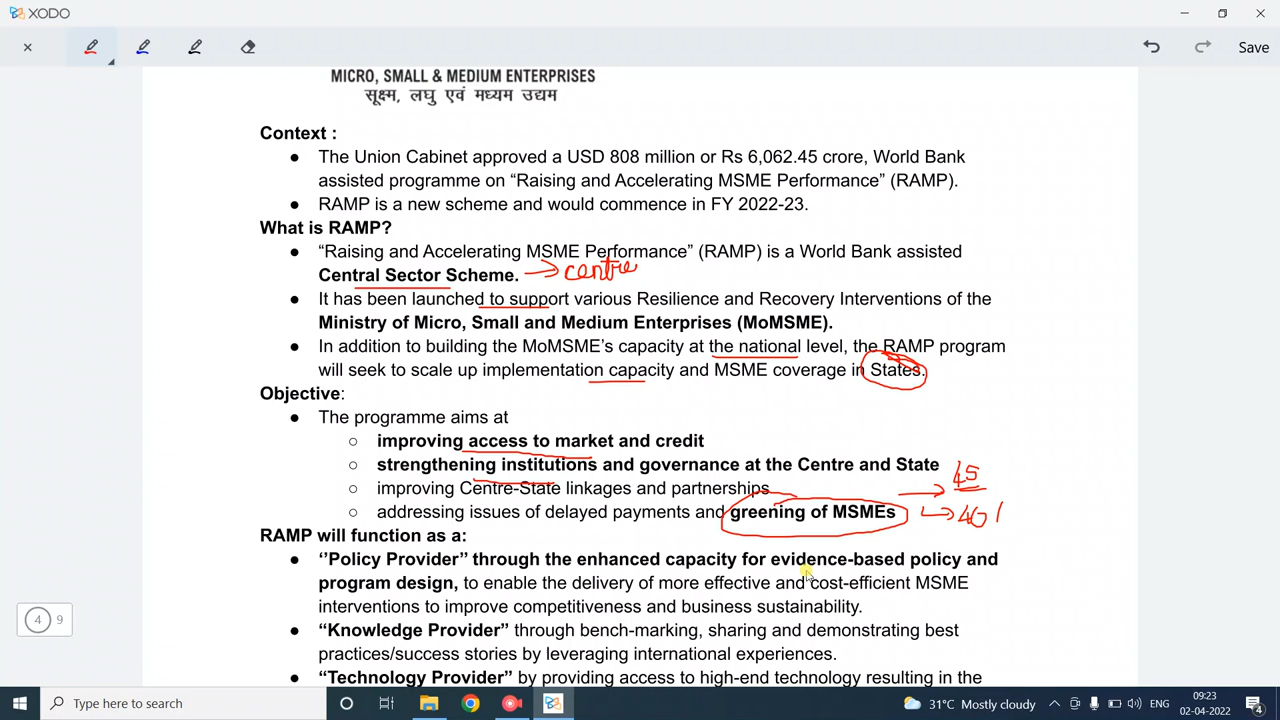 XODO
Save
MICRO, SMALL & MEDIUM ENTERPRISES
सूक्ष्म, लघु एवं मध्यम उद्यम
Context :
● The Union Cabinet approved a USD 808 million or Rs 6,062.45 crore, World Bank
assisted programme on “Raising and Accelerating MSME Performance” (RAMP).
● RAMP is a new scheme and would commence in FY 2022-23.
What is RAMP?
● “Raising and Accelerating MSME Performance” (RAMP) is a World Bank assisted
Central Sector Scheme. → centre
● It has been launched to support various Resilience and Recovery Interventions of the
Ministry of Micro, Small and Medium Enterprises (MoMSME).
● In addition to building the MoMSME’s capacity at the national level, the RAMP program
will seek to scale up implementation capacity and MSME coverage in States.
Objective:
● The programme aims at
○ improving access to market and credit
○ strengthening institutions and governance at the Centre and State
45
○ improving Centre-State linkages and partnerships
○ addressing issues of delayed payments and greening of MSMEs
40
RAMP will function as a:
● ‘’Policy Provider’’ through the enhanced capacity for evidence-based policy and
program design, to enable the delivery of more effective and cost-efficient MSME
interventions to improve competitiveness and business sustainability.
● “Knowledge Provider” through bench-marking, sharing and demonstrating best
practices/success stories by leveraging international experiences.
● “Technology Provider” by providing access to high-end technology resulting in the
4 9
Type here to search
31°C Mostly cloudy
09:23
02-04-2022
4